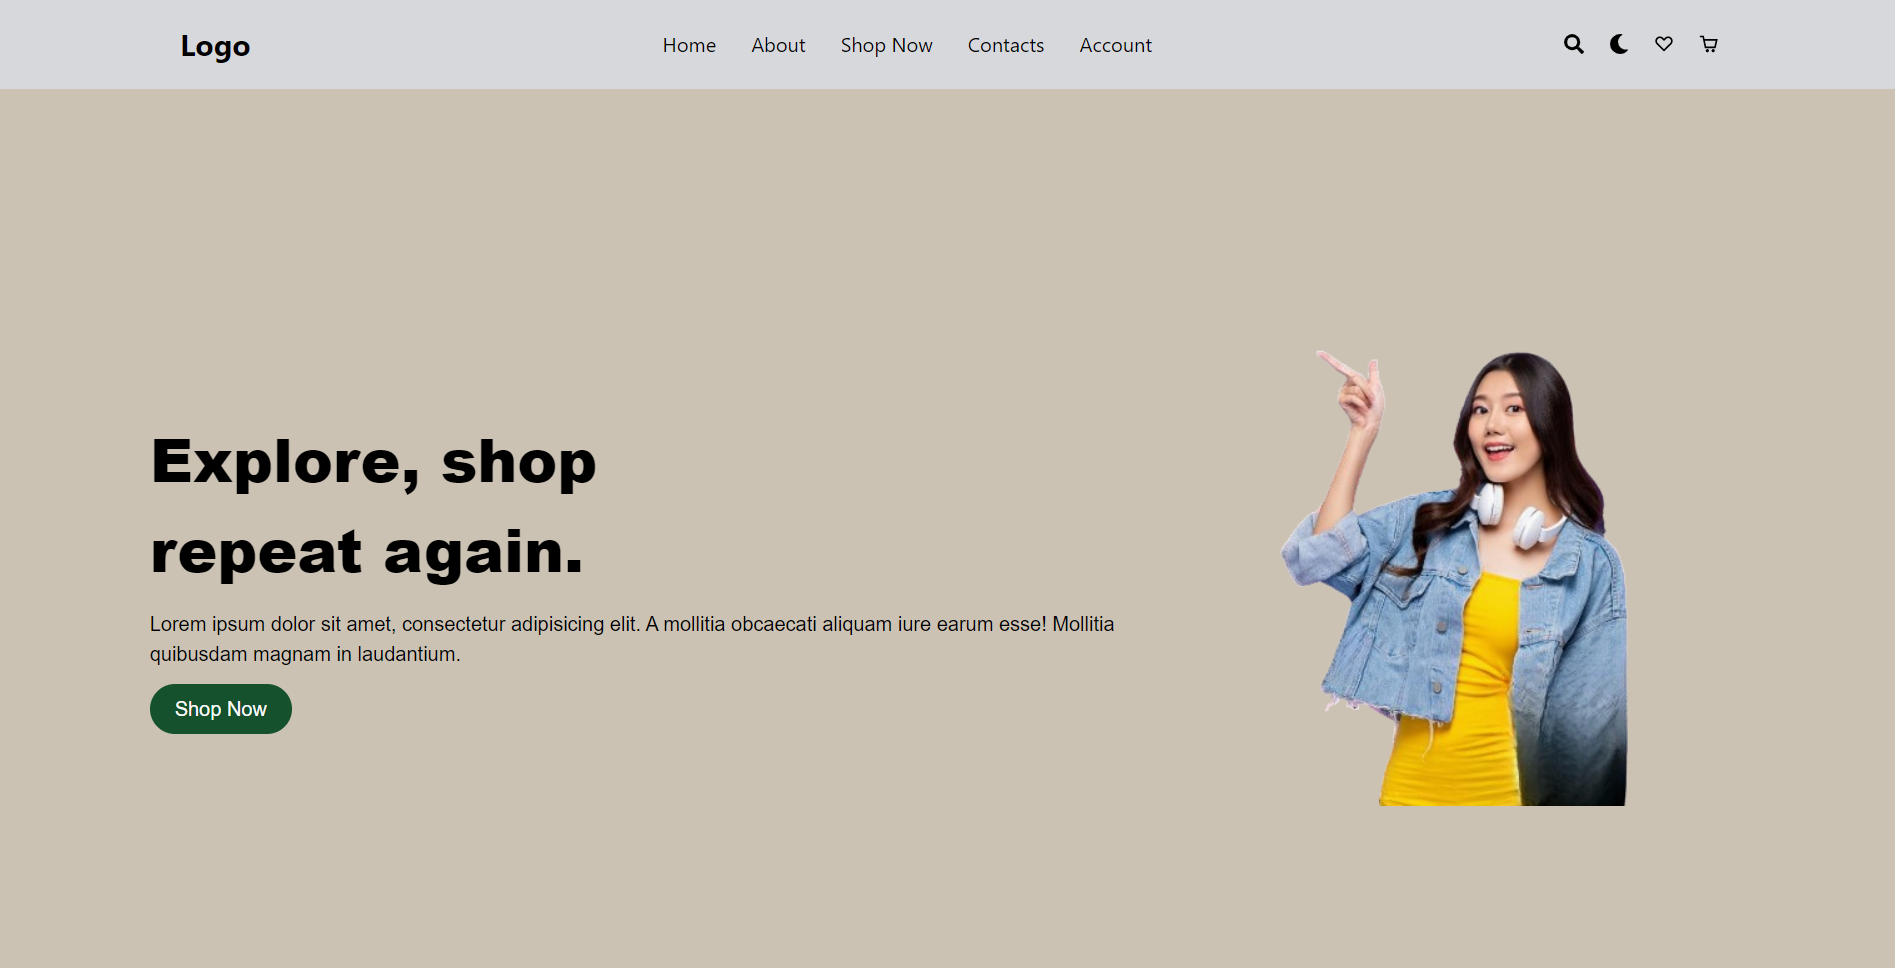 Logo
Home About Shop Now Contacts Account
Explore, shop
repeat again.
Lorem ipsum dolor sit amet, consectetur adipisicing elit. A mollitia obcaecati aliquam iure earum esse! Mollitia
quibusdam magnam in laudantium.
Shop Now